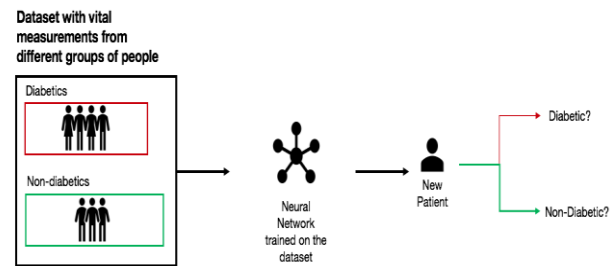 Dataset with vital
measurements from
different groups of people
Diabetics
Non-diabetics
Neural
Network
trained on the
dataset
New
Patient
Diabetic?
Non-Diabetic?